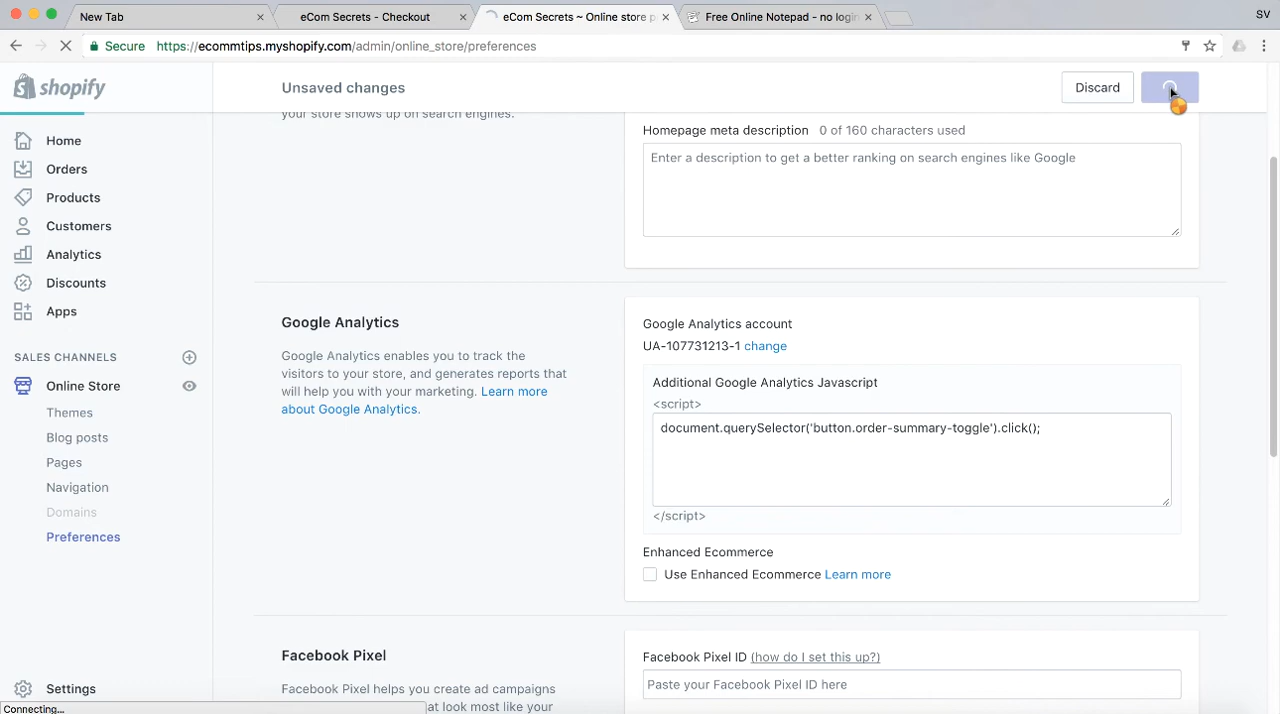 New Tab
eCom Secrets - Checkout
eCom Secrets ~ Online store p
Free Online Notepad - no login
SV
Secure
https://ecommtips.myshopify.com/admin/online_store/preferences
shopify
Unsaved changes
Discard
your store shows up on search engines.
Homepage meta description 0 of 160 characters used
Enter a description to get a better ranking on search engines like Google
Home
Orders
Products
Customers
Analytics
Discounts
Apps
SALES CHANNELS
Online Store
Themes
Blog posts
Pages
Navigation
Domains
Preferences
Settings
Connecting...
Google Analytics
Google Analytics enables you to track the
visitors to your store, and generates reports that
will help you with your marketing. Learn more
about Google Analytics.
Google Analytics account
UA-107731213-1 change
Additional Google Analytics Javascript
<script>
document.querySelector('button.order-summary-toggle').click();
</script>
Enhanced Ecommerce
Use Enhanced Ecommerce Learn more
Facebook Pixel
Facebook Pixel helps you create ad campaigns
at look most like your
Facebook Pixel ID (how do I set this up?)
Paste your Facebook Pixel ID here